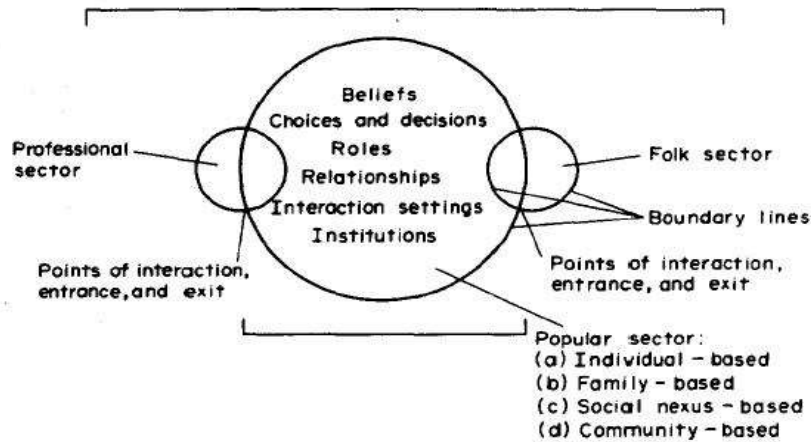 Beliefs
Choices and decisions
Roles
Relationships
Interaction settings
Institutions
Professional
sector
Folk sector
Boundary lines
Points of interaction,
entrance, and exit
Points of interaction,
entrance, and exit
Popular sector:
(a) Individual - based
(b) Family - based
(c) Social nexus - based
(d) Community - based